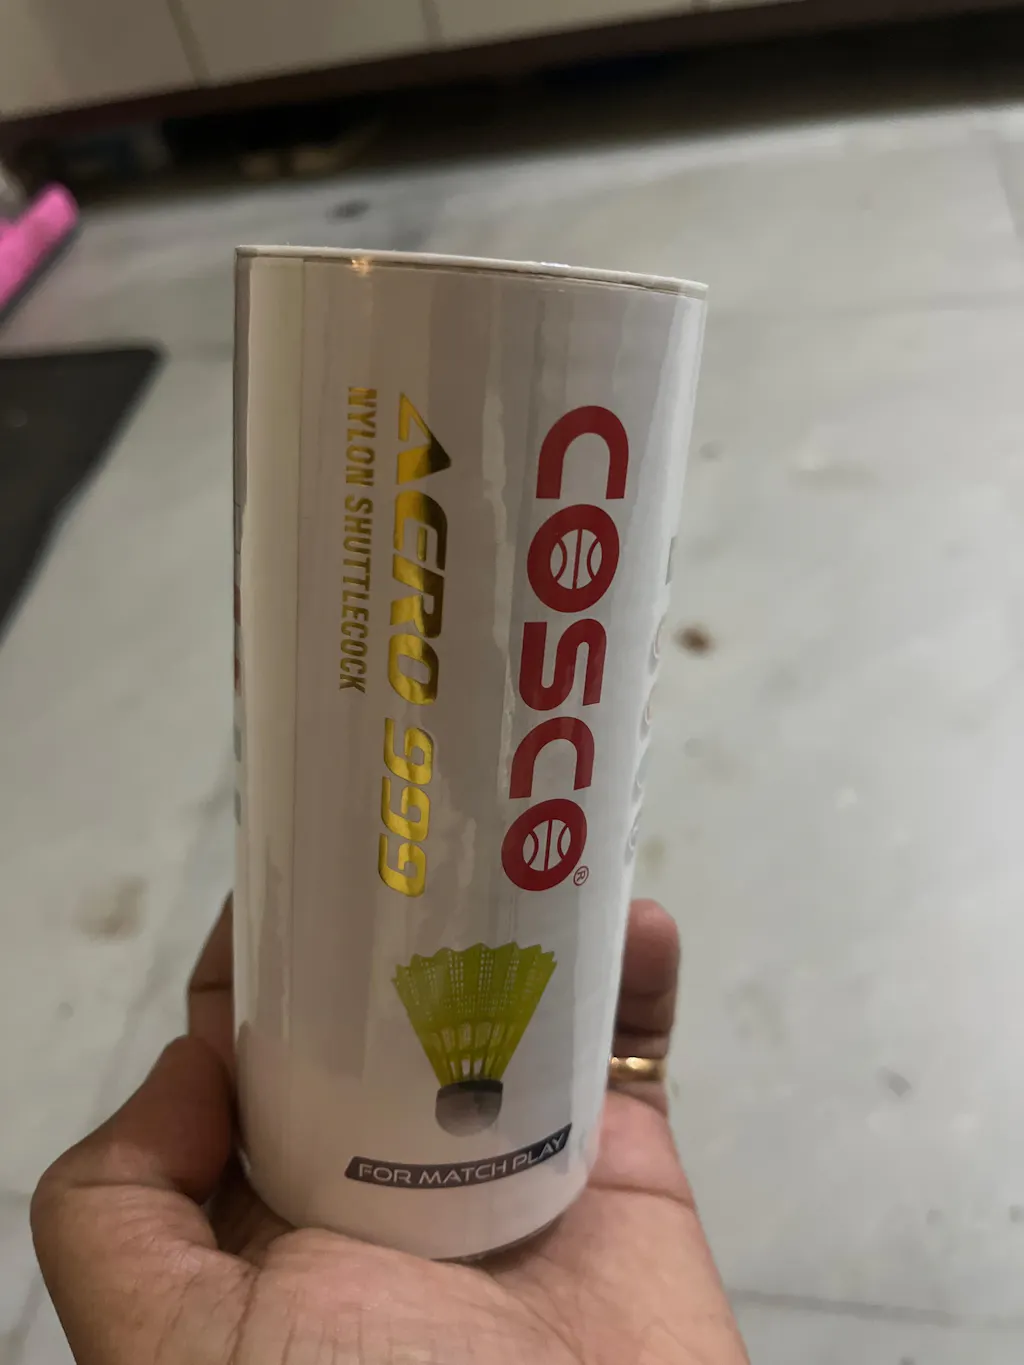 COSCO®
AERO 999
NYLON SHUTTLECOCK
FOR MATCH PLAY